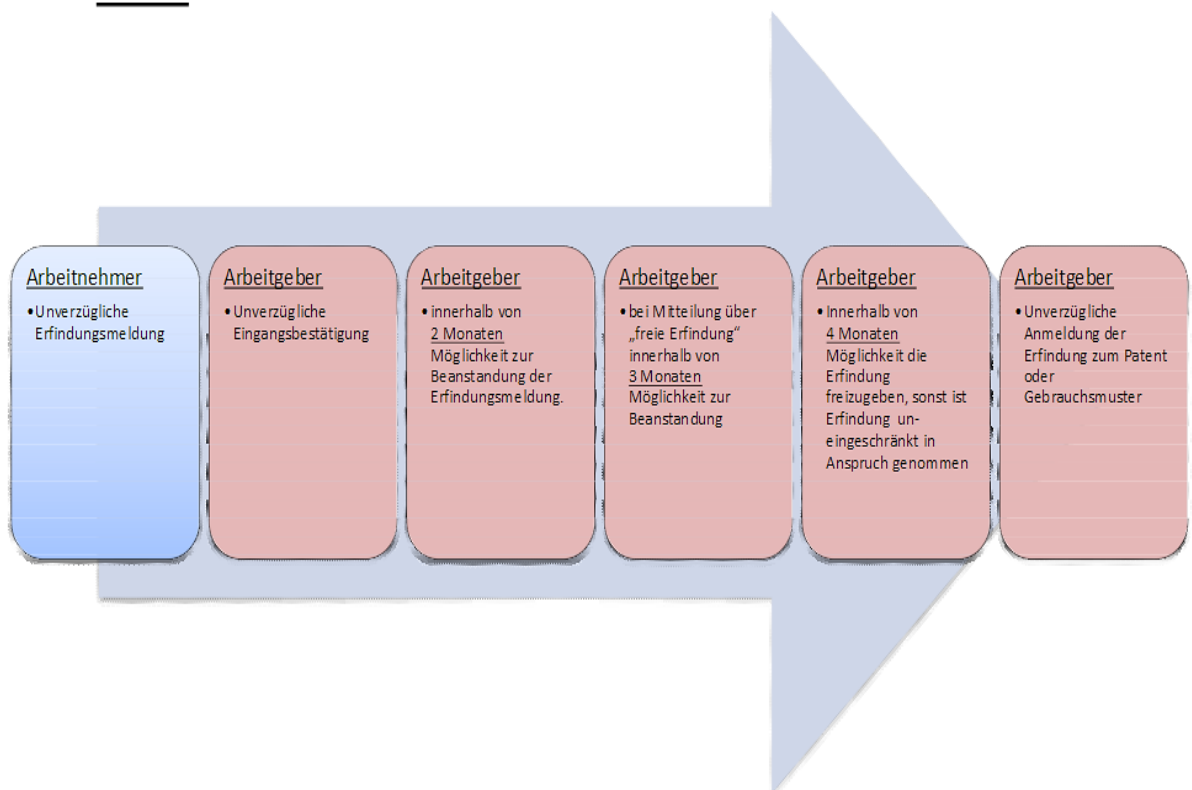 Arbeitnehmer
•Unverzügliche
Erfindungsmeldung
Arbeitgeber
•Unverzügliche
Eingangsbestätigung
Arbeitgeber
•innerhalb von
2 Monaten
Möglichkeit zur
Beanstandung der
Erfindungsmeldung.
Arbeitgeber
•bei Mitteilung über
„freie Erfindung“
innerhalb von
3 Monaten
Möglichkeit zur
Beanstandung
Arbeitgeber
•Innerhalb von
4 Monaten
Möglichkeit die
Erfindung
freizugeben, sonst ist
Erfindung un-
eingeschränkt in
Anspruch genommen
Arbeitgeber
•Unverzügliche
Anmeldung der
Erfindung zum Patent
oder
Gebrauchsmuster